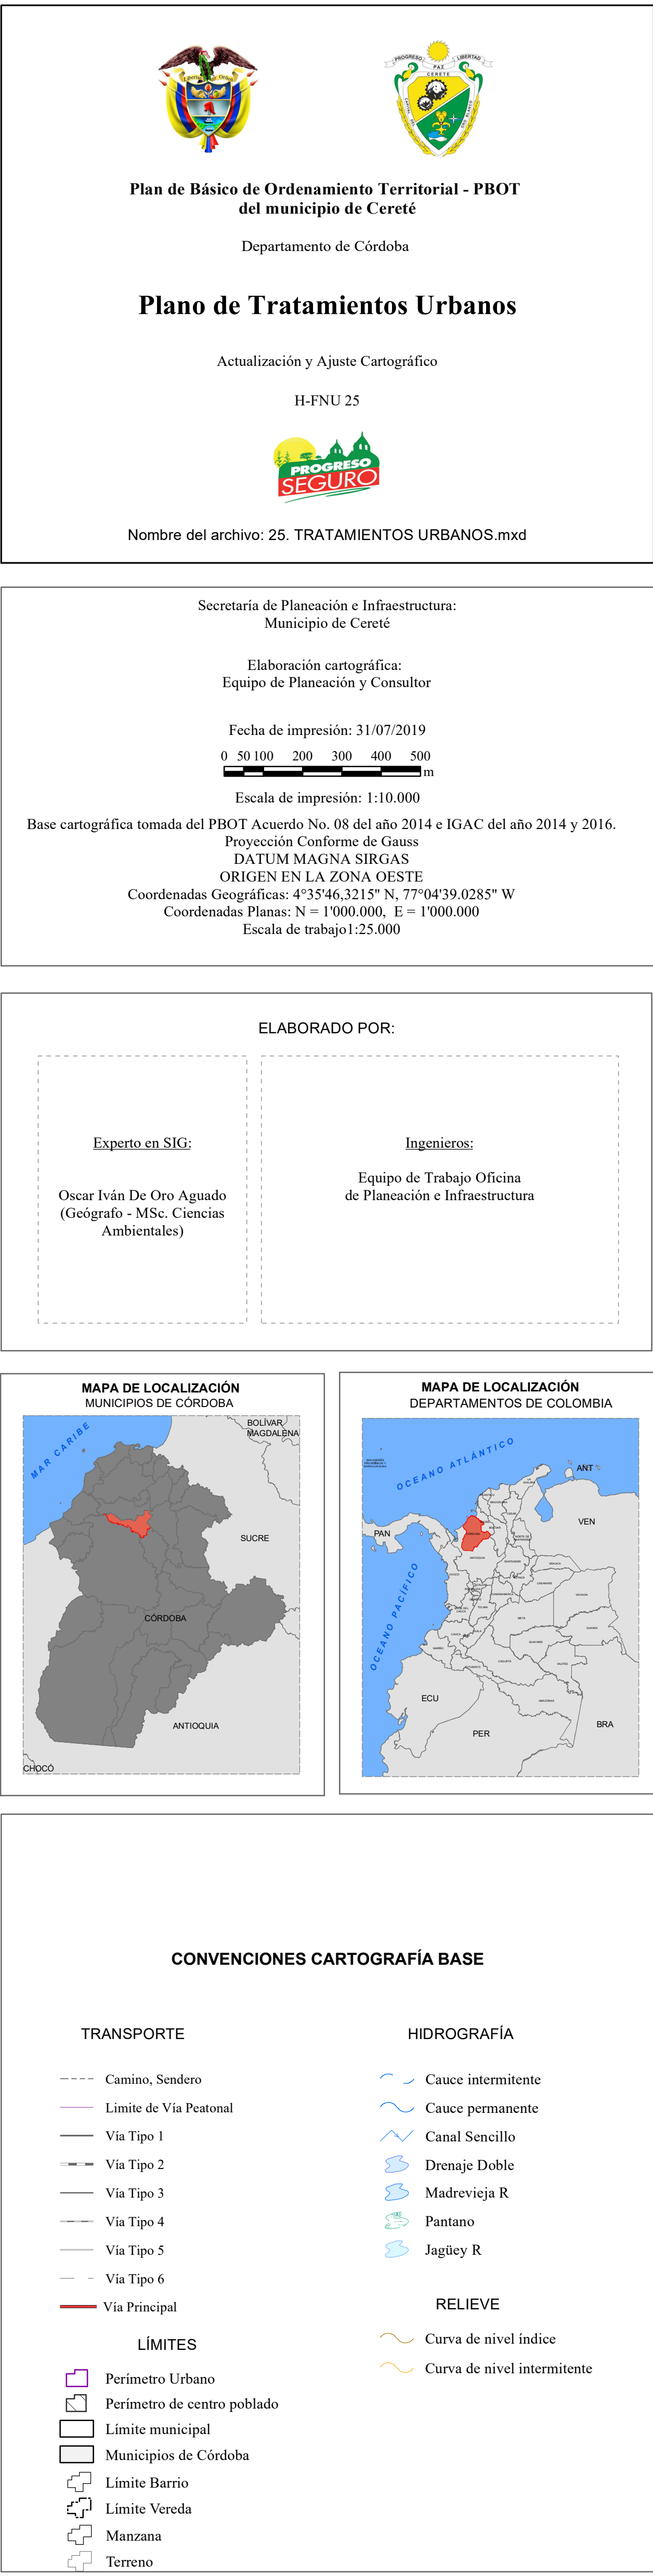 PROGRESO
LIBERTAD
PAZ
CERETE
Plan de Básico de Ordenamiento Territorial - PBOT
del municipio de Cereté
Departamento de Córdoba
Plano de Tratamientos Urbanos
Actualización y Ajuste Cartográfico
H-FNU 25
PROGRESO
SEGURO
Nombre del archivo: 25. TRATAMIENTOS URBANOS.mxd
Secretaría de Planeación e Infraestructura:
Municipio de Cereté
Elaboración cartográfica:
Equipo de Planeación y Consultor
Fecha de impresión: 31/07/2019
0 50 100 200 300 400 500
m
Escala de impresión: 1:10.000
Base cartográfica tomada del PBOT Acuerdo No. 08 del año 2014 e IGAC del año 2014 y 2016.
Proyección Conforme de Gauss
DATUM MAGNA SIRGAS
ORIGEN EN LA ZONA OESTE
Coordenadas Geográficas: 4°35'46,3215" N, 77°04'39.0285" W
Coordenadas Planas: N = 1'000.000, E = 1'000.000
Escala de trabajo1:25.000
ELABORADO POR:
Experto en SIG:
Oscar Iván De Oro Aguado
(Geógrafo - MSc. Ciencias
Ambientales)
Ingenieros:
Equipo de Trabajo Oficina
de Planeación e Infraestructura
MAPA DE LOCALIZACIÓN
MUNICIPIOS DE CÓRDOBA
MAR CARIBE
BOLÍVAR
MAGDALENA
SUCRE
CÓRDOBA
ANTIOQUIA
CHOCÓ
MAPA DE LOCALIZACIÓN
DEPARTAMENTOS DE COLOMBIA
OCEANO ATLÁNTICO
ANT
PAN
VEN
OCEANO PACÍFICO
ECU
PER
BRA
CONVENCIONES CARTOGRAFÍA BASE
TRANSPORTE
Camino, Sendero
Limite de Vía Peatonal
Vía Tipo 1
Vía Tipo 2
Vía Tipo 3
Vía Tipo 4
Vía Tipo 5
Vía Tipo 6
Vía Principal
LÍMITES
Perímetro Urbano
Perímetro de centro poblado
Límite municipal
Municipios de Córdoba
Límite Barrio
Límite Vereda
Manzana
Terreno
HIDROGRAFÍA
Cauce intermitente
Cauce permanente
Canal Sencillo
Drenaje Doble
Madrevieja R
Pantano
Jagüey R
RELIEVE
Curva de nivel índice
Curva de nivel intermitente